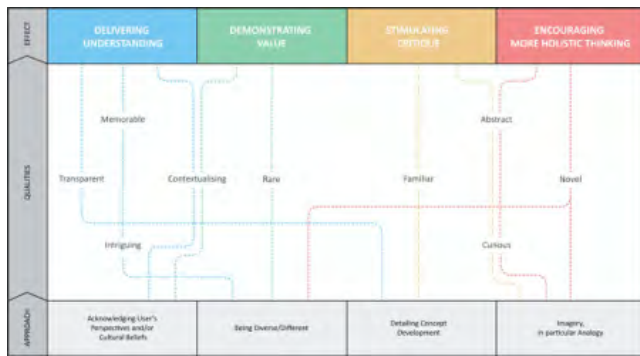 EFFECT
DELIVERING
UNDERSTANDING
DEMONSTRATING
VALUE
STIMULATING
CRITIQUE
ENCOURAGING
MORE HOLISTIC THINKING
QUALITIES
Memorable
Abstract
Transparent
Contextualising
Rare
Familiar
Novel
Intriguing
Curious
APPROACH
Acknowledging User's
Perspectives and/or
Cultural Beliefs
Being Diverse/Different
Detailing Concept
Development
Imagery,
in particular Analogy